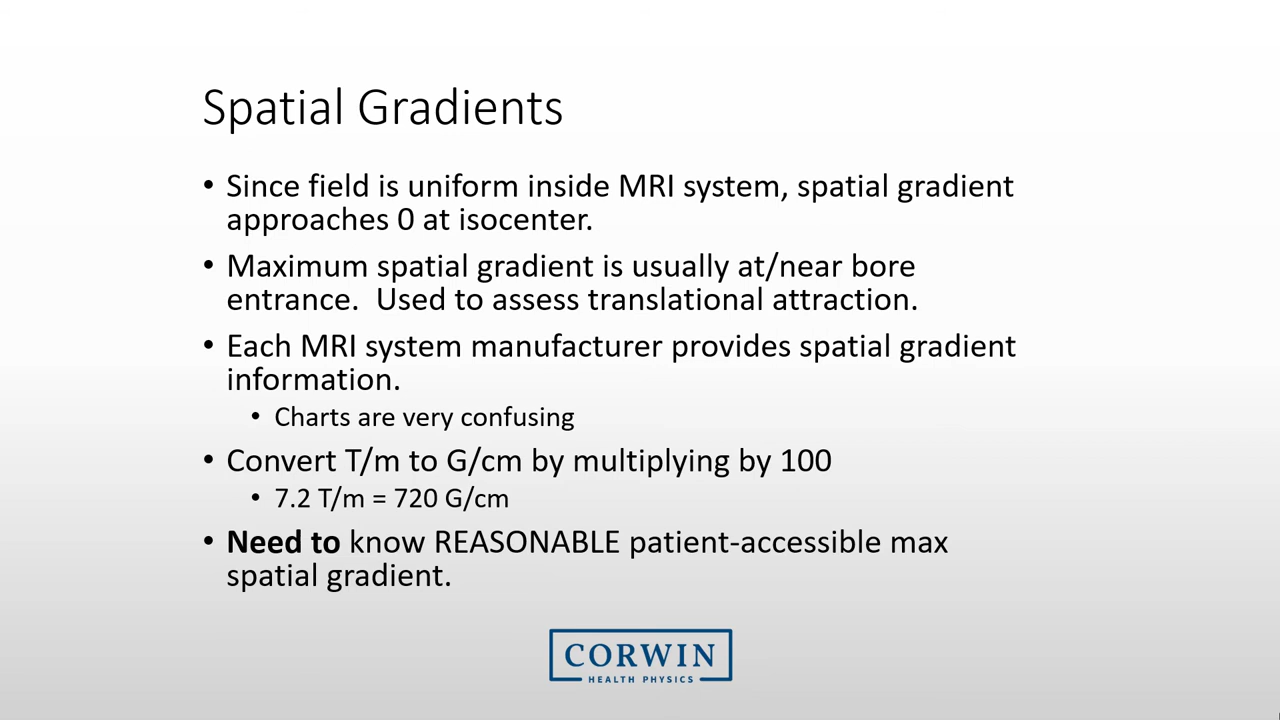 Spatial Gradients
• Since field is uniform inside MRI system, spatial gradient
approaches 0 at isocenter.
• Maximum spatial gradient is usually at/near bore
entrance.  Used to assess translational attraction.
• Each MRI system manufacturer provides spatial gradient
information.
• Charts are very confusing
• Convert T/m to G/cm by multiplying by 100
• 7.2 T/m = 720 G/cm
• Need to know REASONABLE patient-accessible max
spatial gradient.
CORWIN
HEALTH PHYSICS